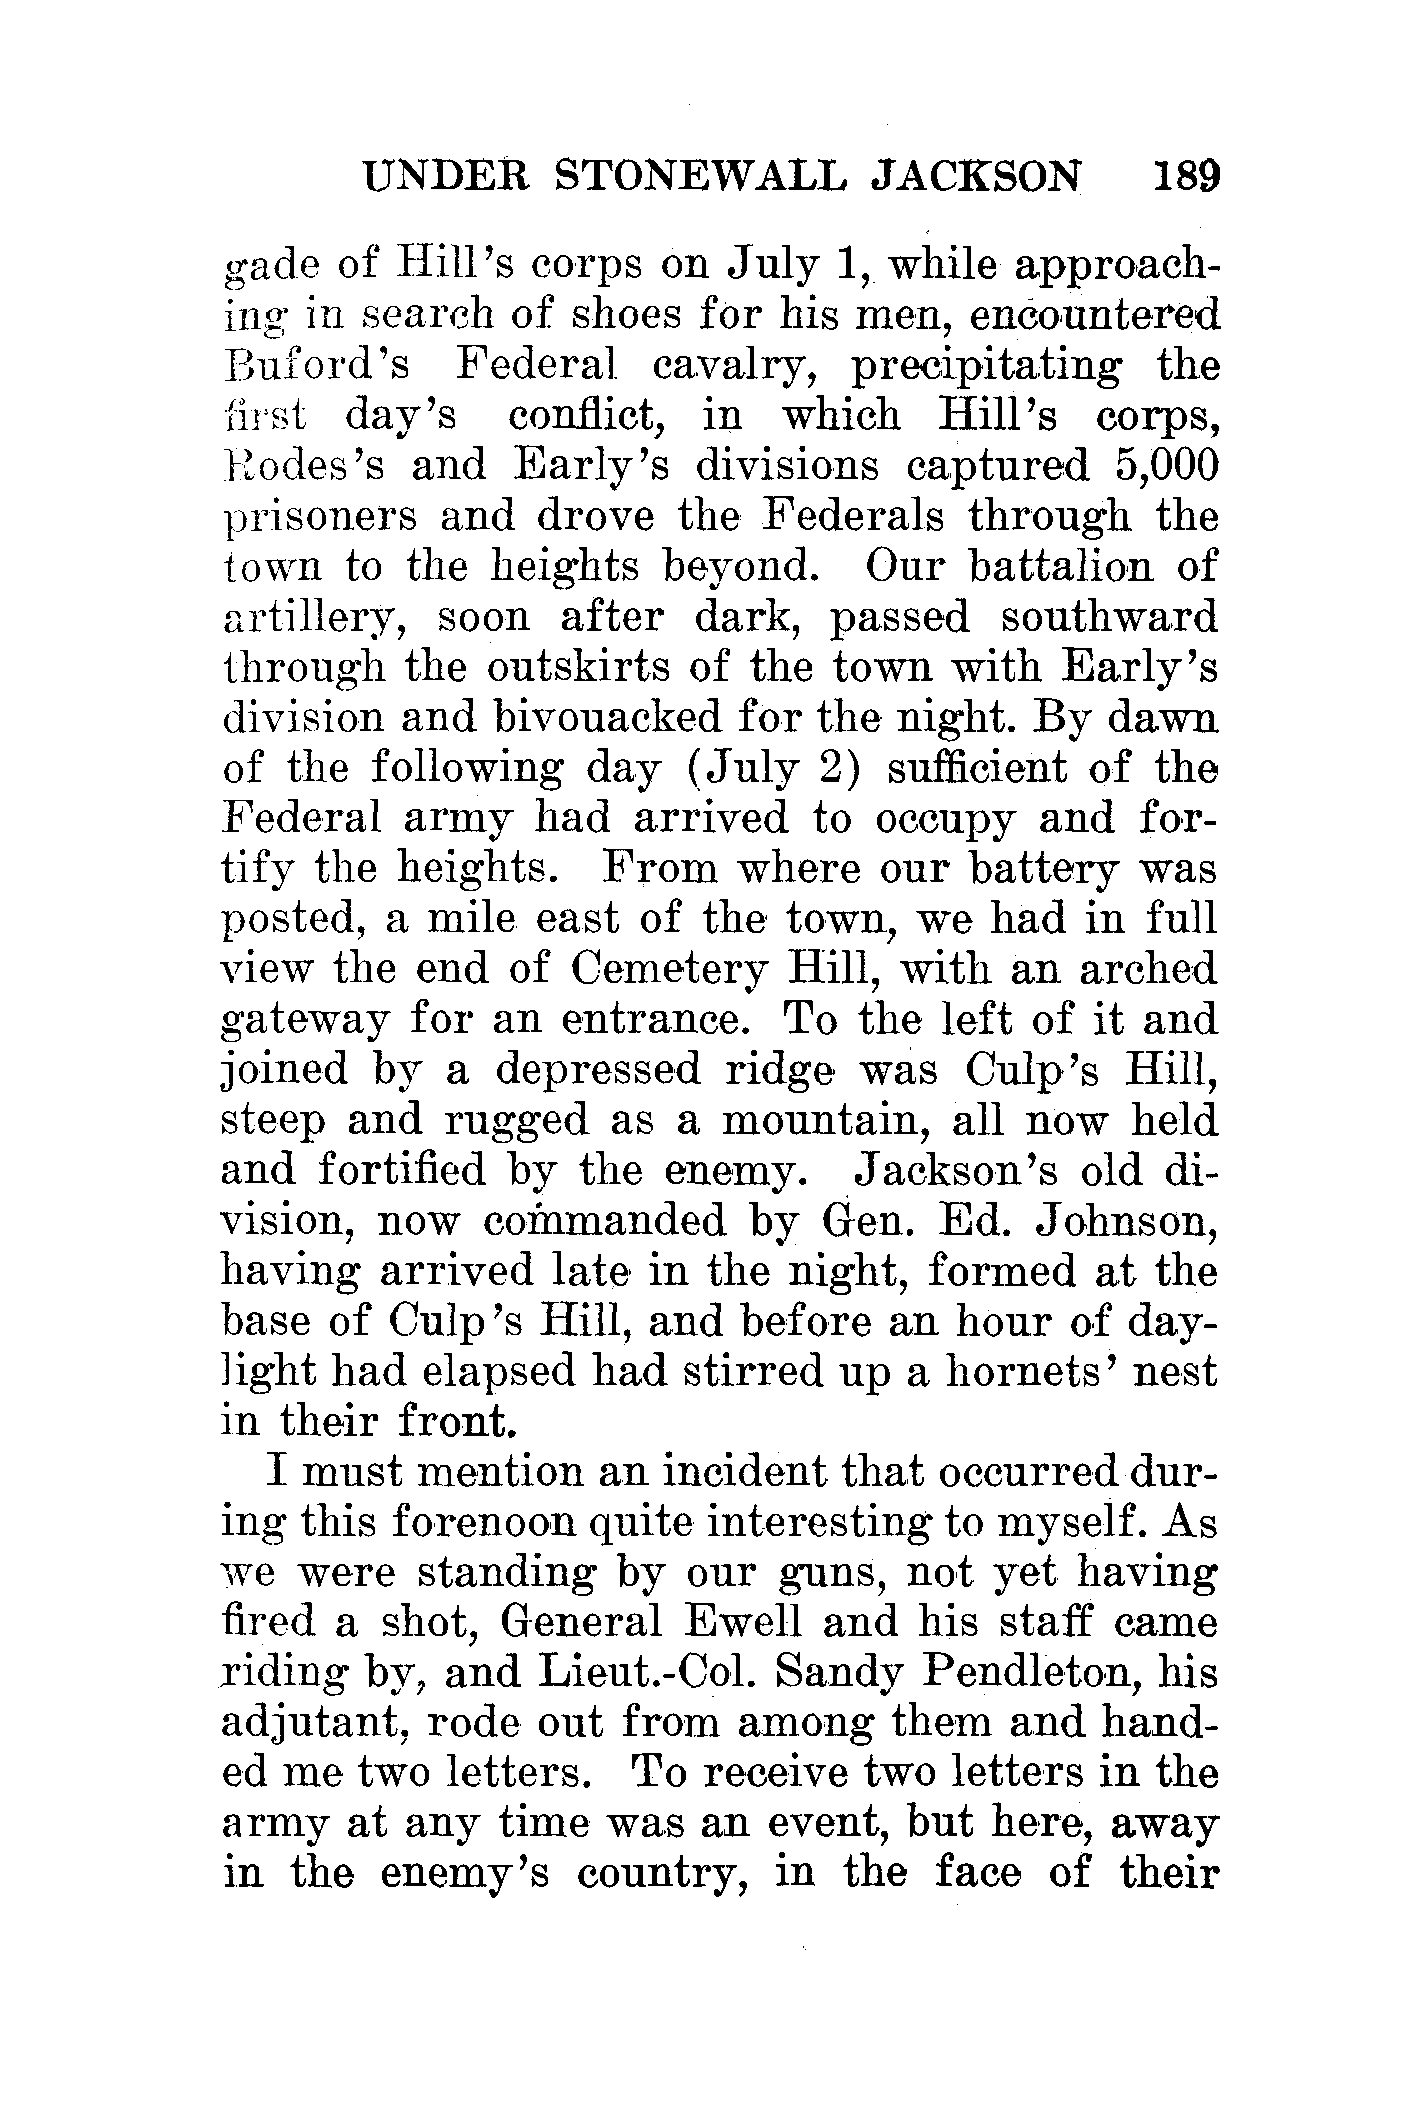 UNDER STONEWALL JACKSON 189
gade of Hill's corps on July 1, while approach-
ing in search of shoes for his men, encountered
Buford's Federal cavalry, precipitating the
first day's conflict, in which Hill's corps,
Rodes's and Early's divisions captured 5,000
prisoners and drove the Federals through the
town to the heights beyond. Our battalion of
artillery, soon after dark, passed southward
through the outskirts of the town with Early's
division and bivouacked for the night. By dawn
of the following day (July 2) sufficient of the
Federal army had arrived to occupy and for-
tify the heights. From where our battery was
posted, a mile east of the town, we had in full
view the end of Cemetery Hill, with an arched
gateway for an entrance. To the left of it and
joined by a depressed ridge was Culp's Hill,
steep and rugged as a mountain, all now held
and fortified by the enemy. Jackson's old di-
vision, now commanded by Gen. Ed. Johnson,
having arrived late in the night, formed at the
base of Culp's Hill, and before an hour of day-
light had elapsed had stirred up a hornets' nest
in their front.
I must mention an incident that occurred dur-
ing this forenoon quite interesting to myself. As
we were standing by our guns, not yet having
fired a shot, General Ewell and his staff came
riding by, and Lieut.-Col. Sandy Pendleton, his
adjutant, rode out from among them and hand-
ed me two letters. To receive two letters in the
army at any time was an event, but here, away
in the enemy's country, in the face of their